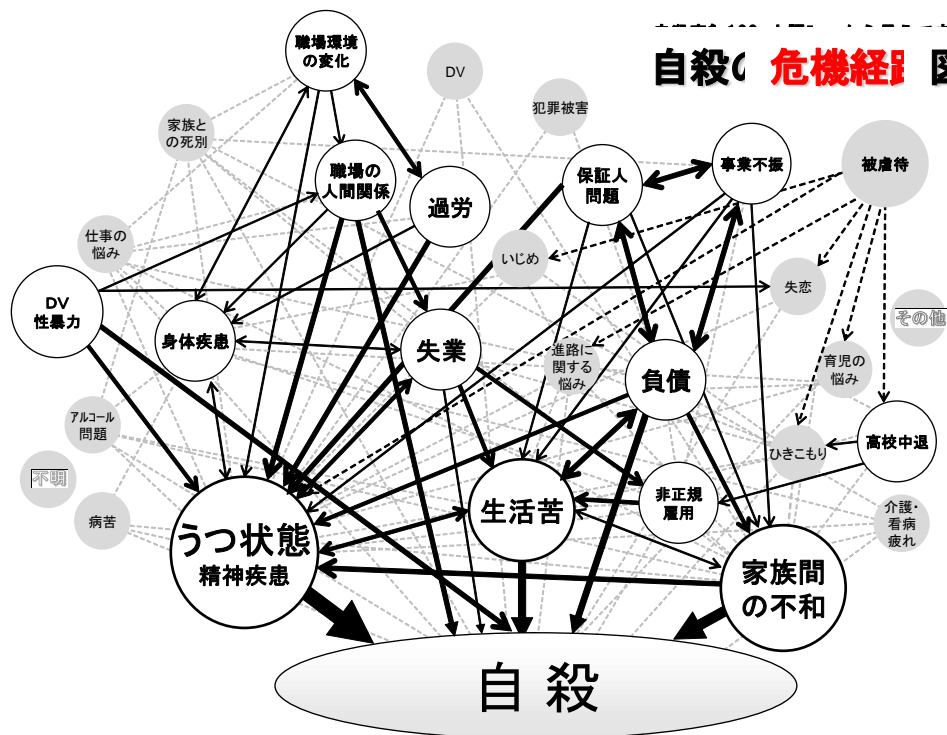 自殺の 危機経路 図
職場環境
の変化
DV
犯罪被害
家族と
の死別
職場の
人間関係
過労
保証人
問題
事業不振
被虐待
仕事の
悩み
いじめ
失恋
DV
性暴力
身体疾患
失業
進路に
関する
悩み
負債
その他
育児の
悩み
アルコール
問題
高校中退
ひきこもり
不明
病苦
うつ状態
精神疾患
生活苦
非正規
雇用
介護・
看病
疲れ
家族間
の不和
自殺